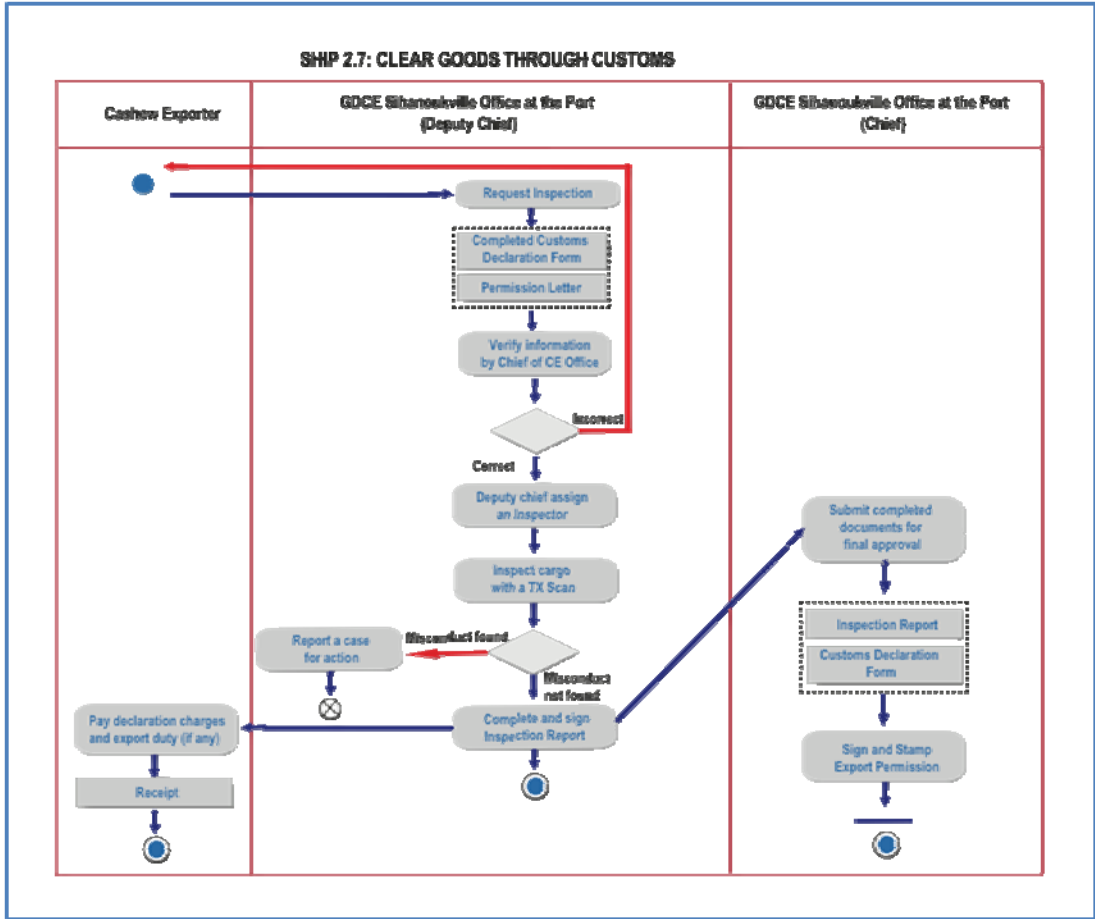 SHIP 2.7: CLEAR GOODS THROUGH CUSTOMS
Cashew Exporter
GDCE Sihanoukville Office at the Port
(Deputy Chief)
GDCE Sihanoukville Office at the Port
(Chief)
Request Inspection
Completed Customs
Declaration Form
Permission Letter
Verify information
by Chief of CE Office
Incorrect
Correct
Deputy chief assign
an Inspector
Inspect cargo
with a TX Scan
Misconduct found
Report a case
for action
Misconduct
not found
Complete and sign
Inspection Report
Pay declaration charges
and export duty (if any)
Receipt
Submit completed
documents for
final approval
Inspection Report
Customs Declaration
Form
Sign and Stamp
Export Permission